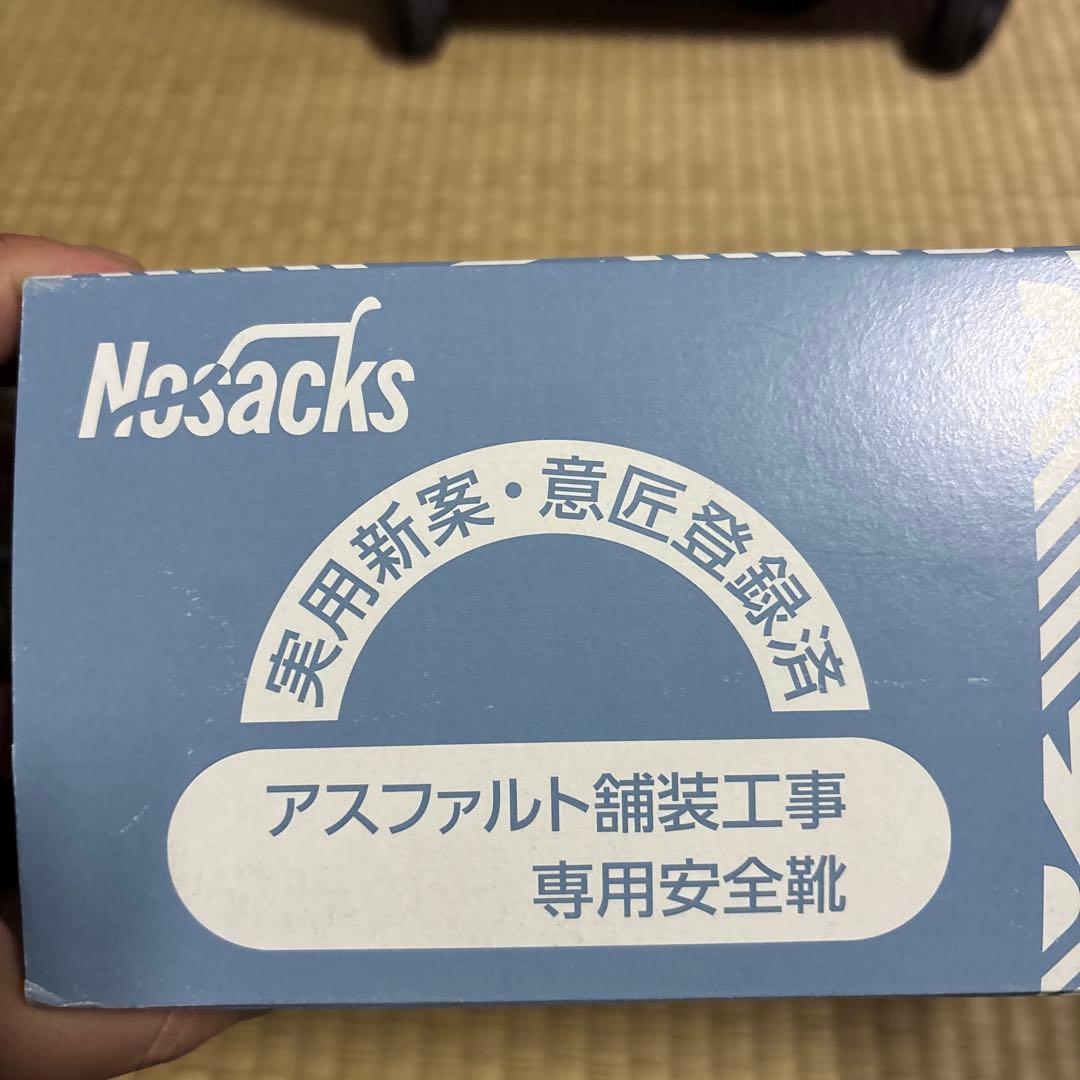 Nosacks
実用新案・意匠登録済
アスファルト舗装工事
専用安全靴